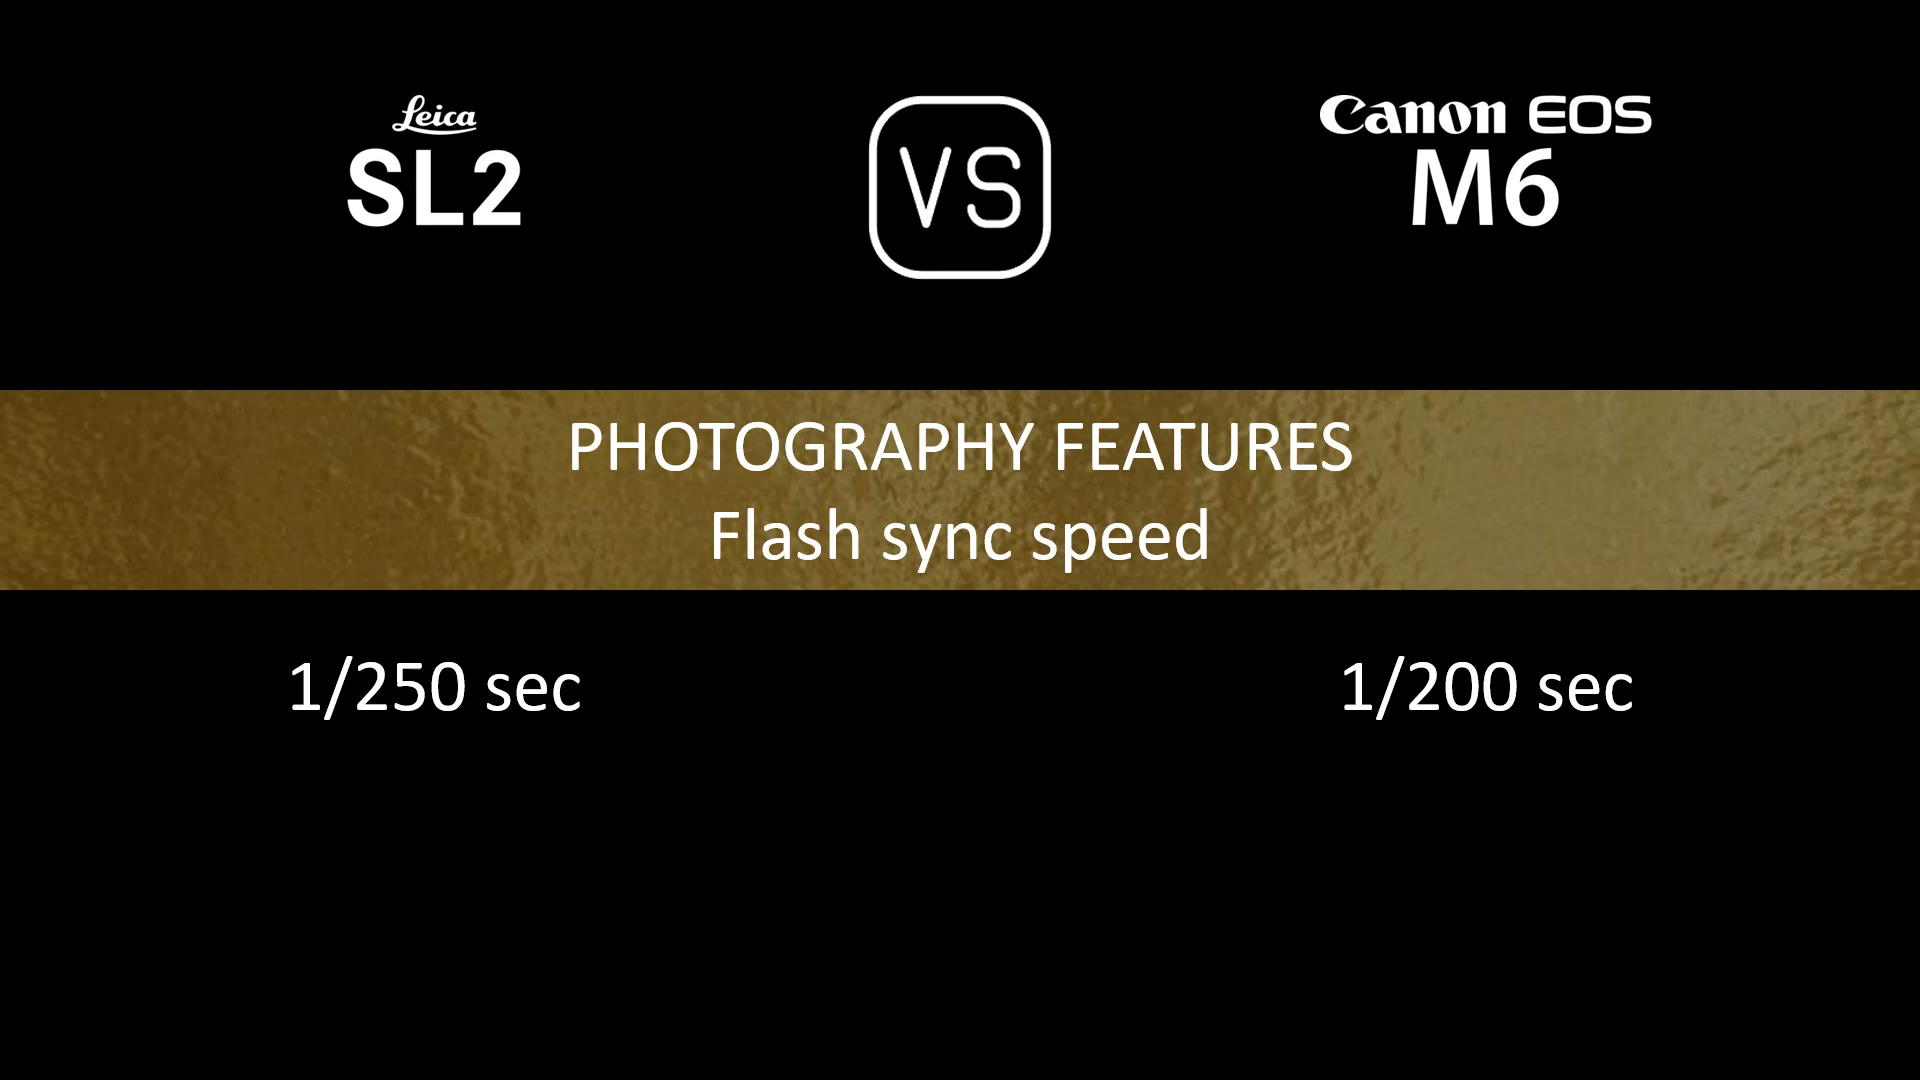 Leica
SL2
VS
Canon EOS
M6
PHOTOGRAPHY FEATURES
Flash sync speed
1/250 sec
1/200 sec